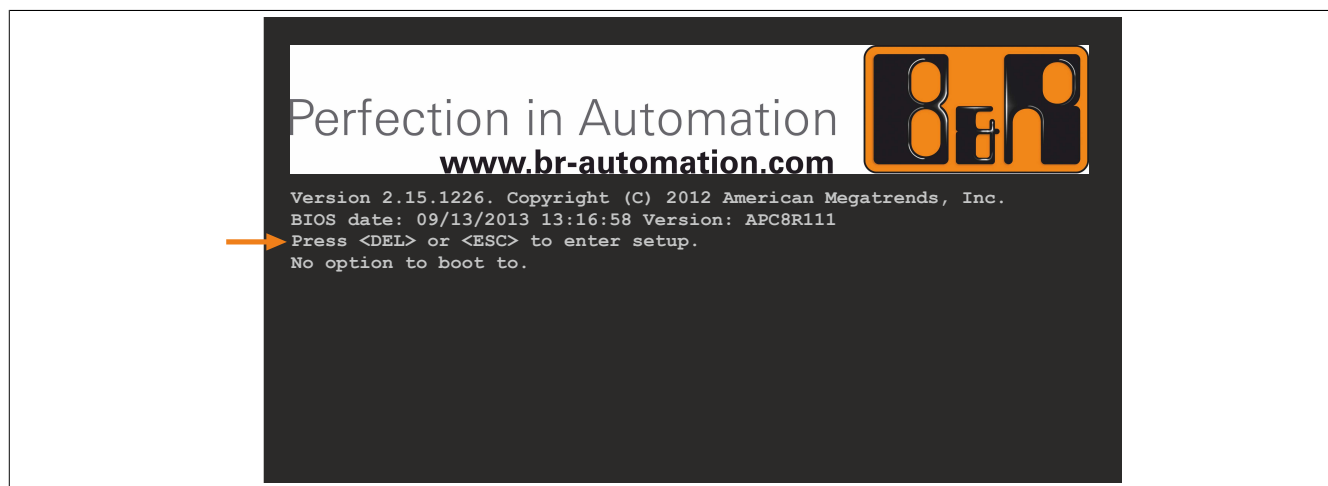 Perfection in Automation
www.br-automation.com
B&R
Version 2.15.1226. Copyright (C) 2012 American Megatrends, Inc.
BIOS date: 09/13/2013 13:16:58 Version: APC8R111
Press <DEL> or <ESC> to enter setup.
No option to boot to.